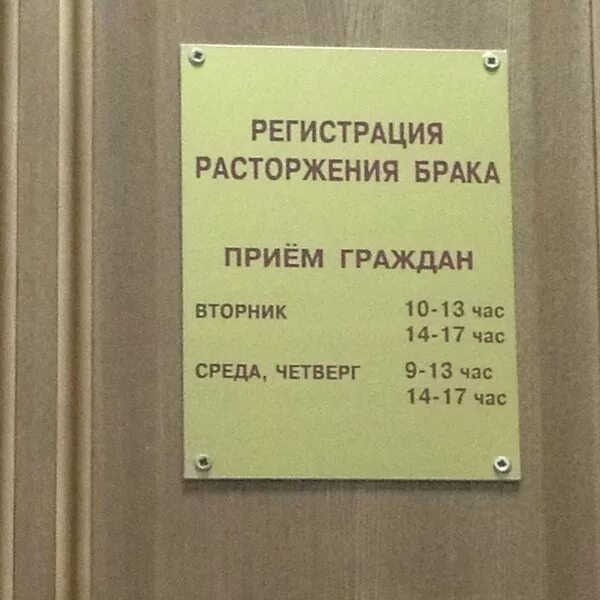 РЕГИСТРАЦИЯ
РАСТОРЖЕНИЯ БРАКА
ПРИЁМ ГРАЖДАН
ВТОРНИК 10-13 час
14-17 час
СРЕДА, ЧЕТВЕРГ 9-13 час
14-17 час